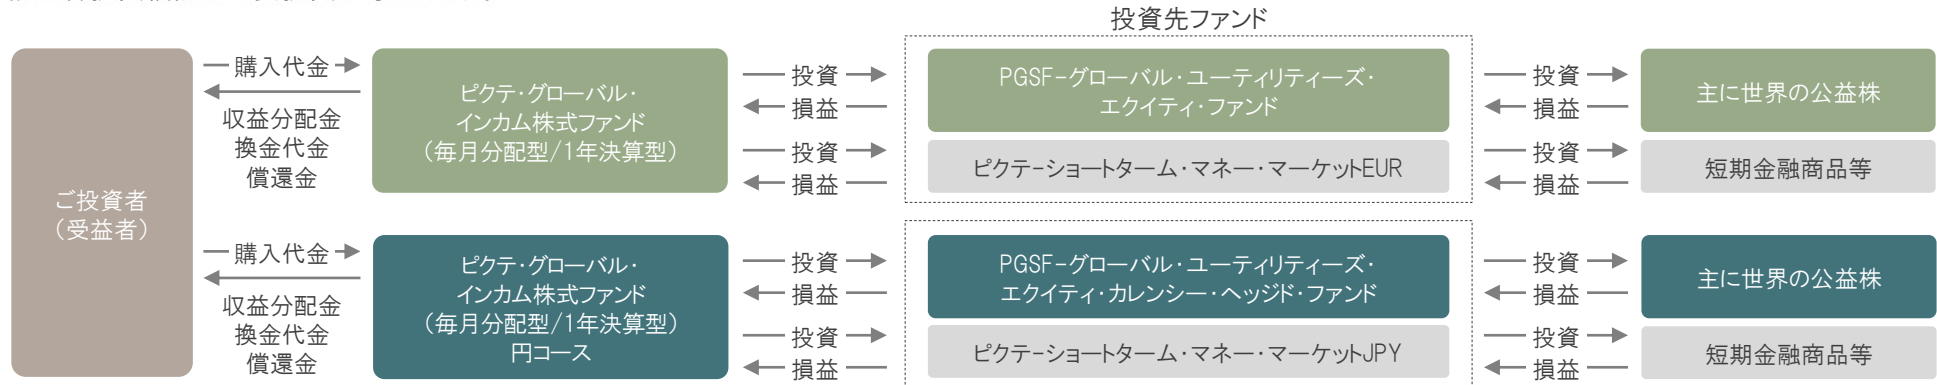 投資先ファンド
ご投資者
（受益者）
購入代金
収益分配金
換金代金
償還金
ピクテ・グローバル・
インカム株式ファンド
（毎月分配型/1年決算型）
投資
損益
投資
損益
PGSF-グローバル・ユーティリティーズ・
エクイティ・ファンド
ピクテ-ショートターム・マネー・マーケットEUR
投資
損益
投資
損益
主に世界の公益株
短期金融商品等
購入代金
収益分配金
換金代金
償還金
ピクテ・グローバル・
インカム株式ファンド
（毎月分配型/1年決算型）
円コース
投資
損益
投資
損益
PGSF-グローバル・ユーティリティーズ・
エクイティ・カレンシー・ヘッジド・ファンド
ピクテ-ショートターム・マネー・マーケットJPY
投資
損益
投資
損益
主に世界の公益株
短期金融商品等